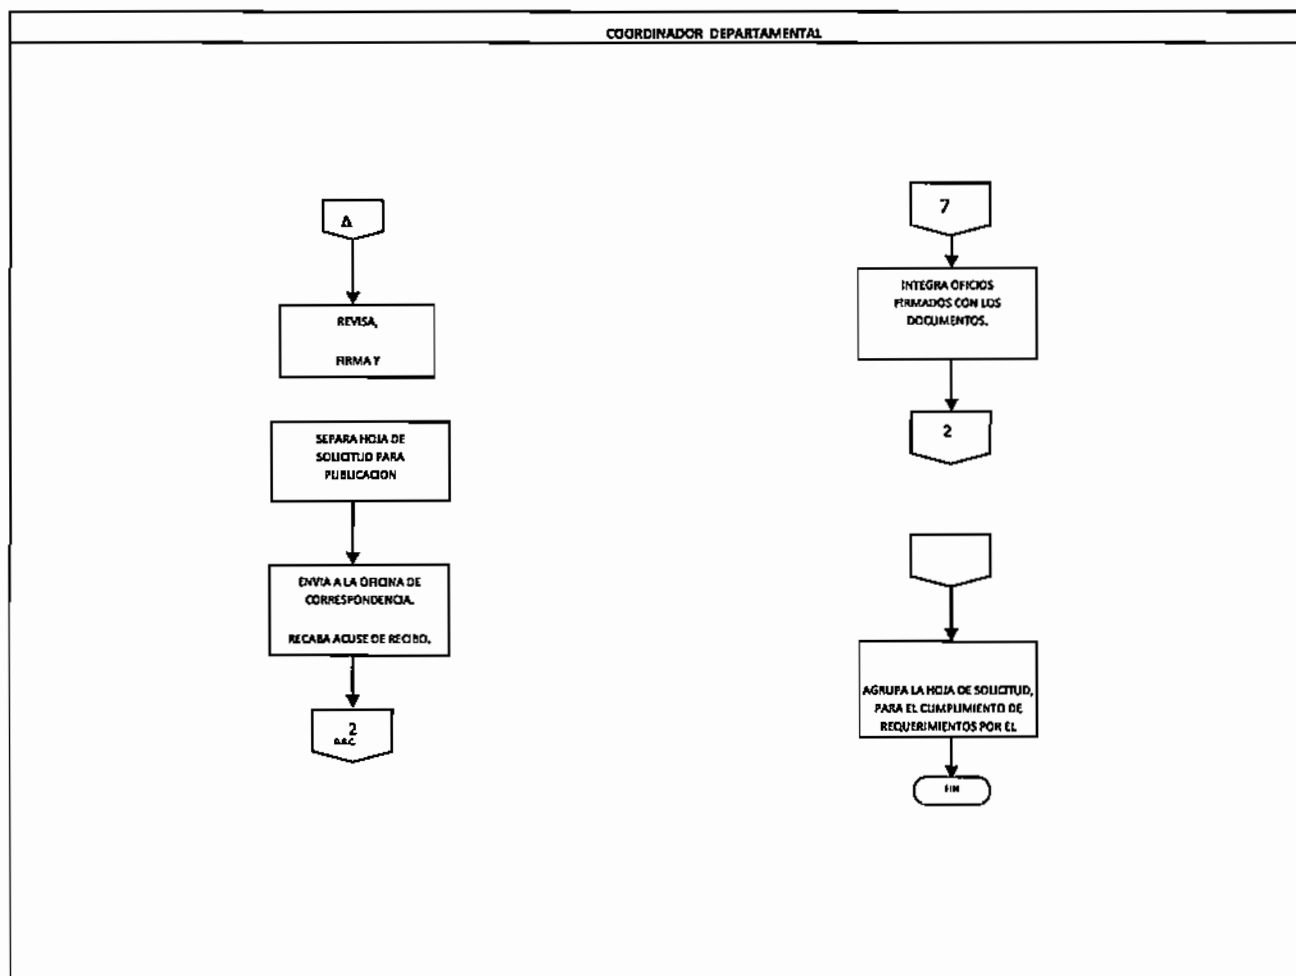 COORDINADOR DEPARTAMENTAL
A
REVISA,
FIRMA Y
SEPARA HOJA DE
SOLICITUD PARA
PUBLICACION
ENVIA A LA OFICINA DE
CORRESPONDENCIA.
RECABA ACUSE DE RECIBO.
2
7
INTEGRA OFICIOS
FIRMADOS CON LOS
DOCUMENTOS.
2
AGRUPA LA HOJA DE SOLICITUD,
PARA EL CUMPLIMIENTO DE
REQUERIMIENTOS POR EL
FIN